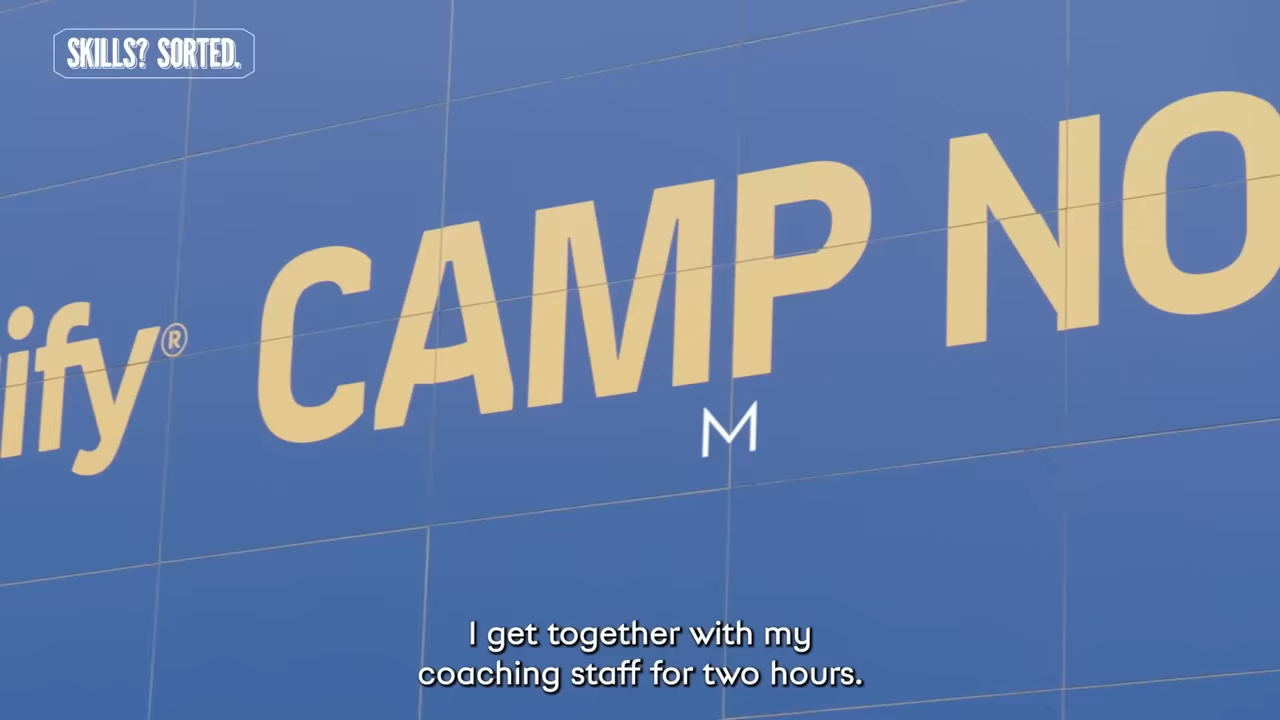 SKILLS? SORTED.
ify® CAMP NO
M
I get together with my
coaching staff for two hours.